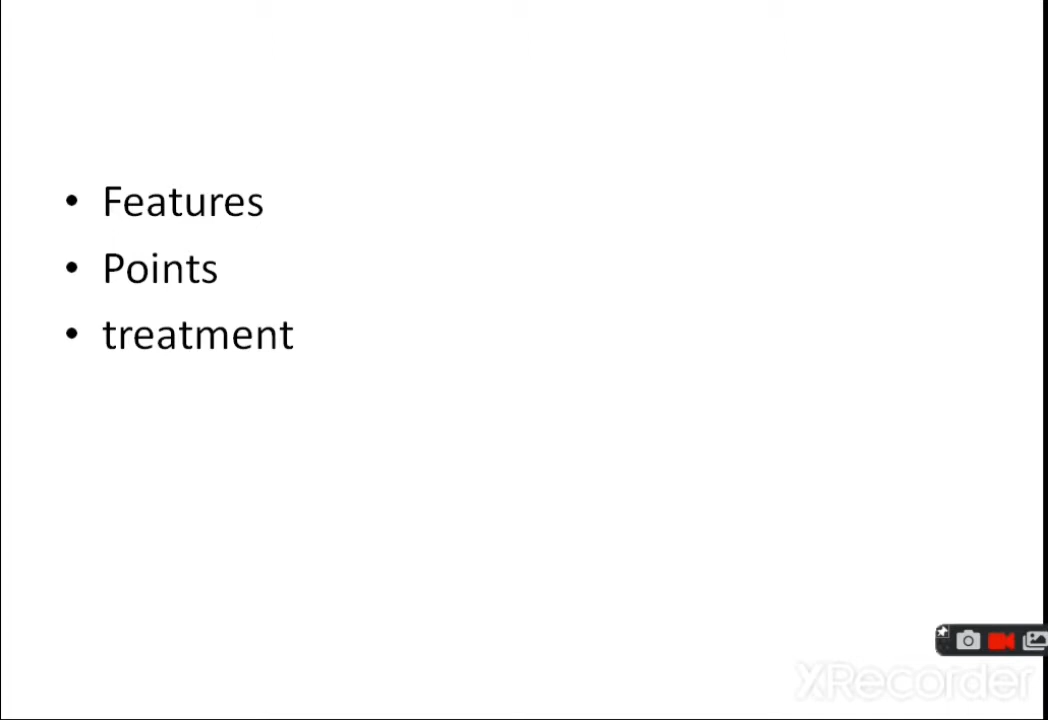 • Features
• Points
• treatment
XRecorder